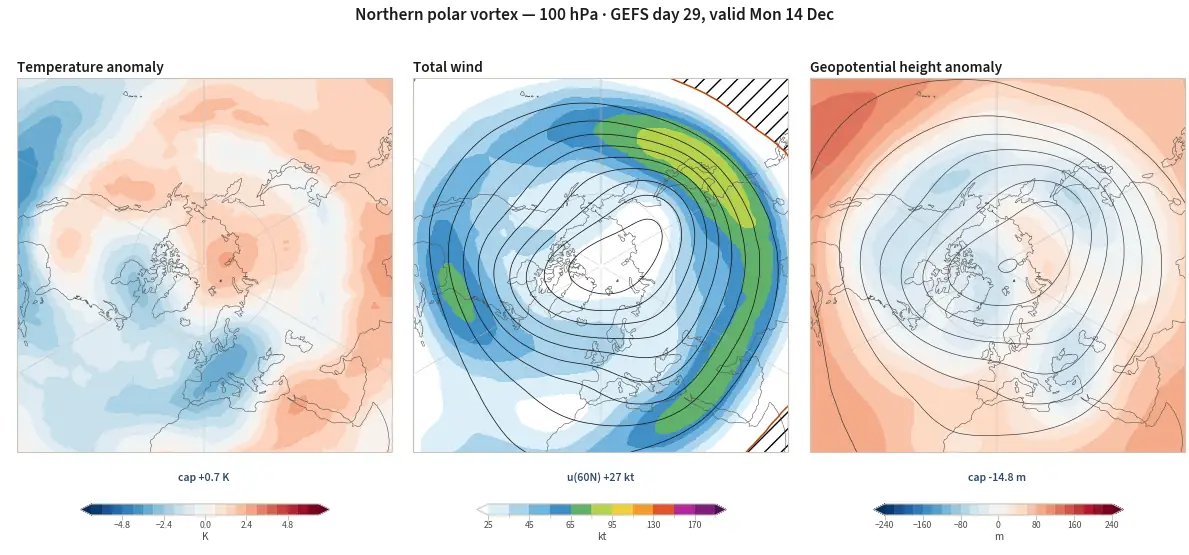 Northern polar vortex — 100 hPa · GEFS day 29, valid Mon 14 Dec
Temperature anomaly
Total wind
Geopotential height anomaly
cap +0.7 K
u(60N) +27 kt
cap -14.8 m
−4.8 −2.4 0.0 2.4 4.8
K
25 45 65 95 130 170
kt
−240 −160 −80 0 80 160 240
m